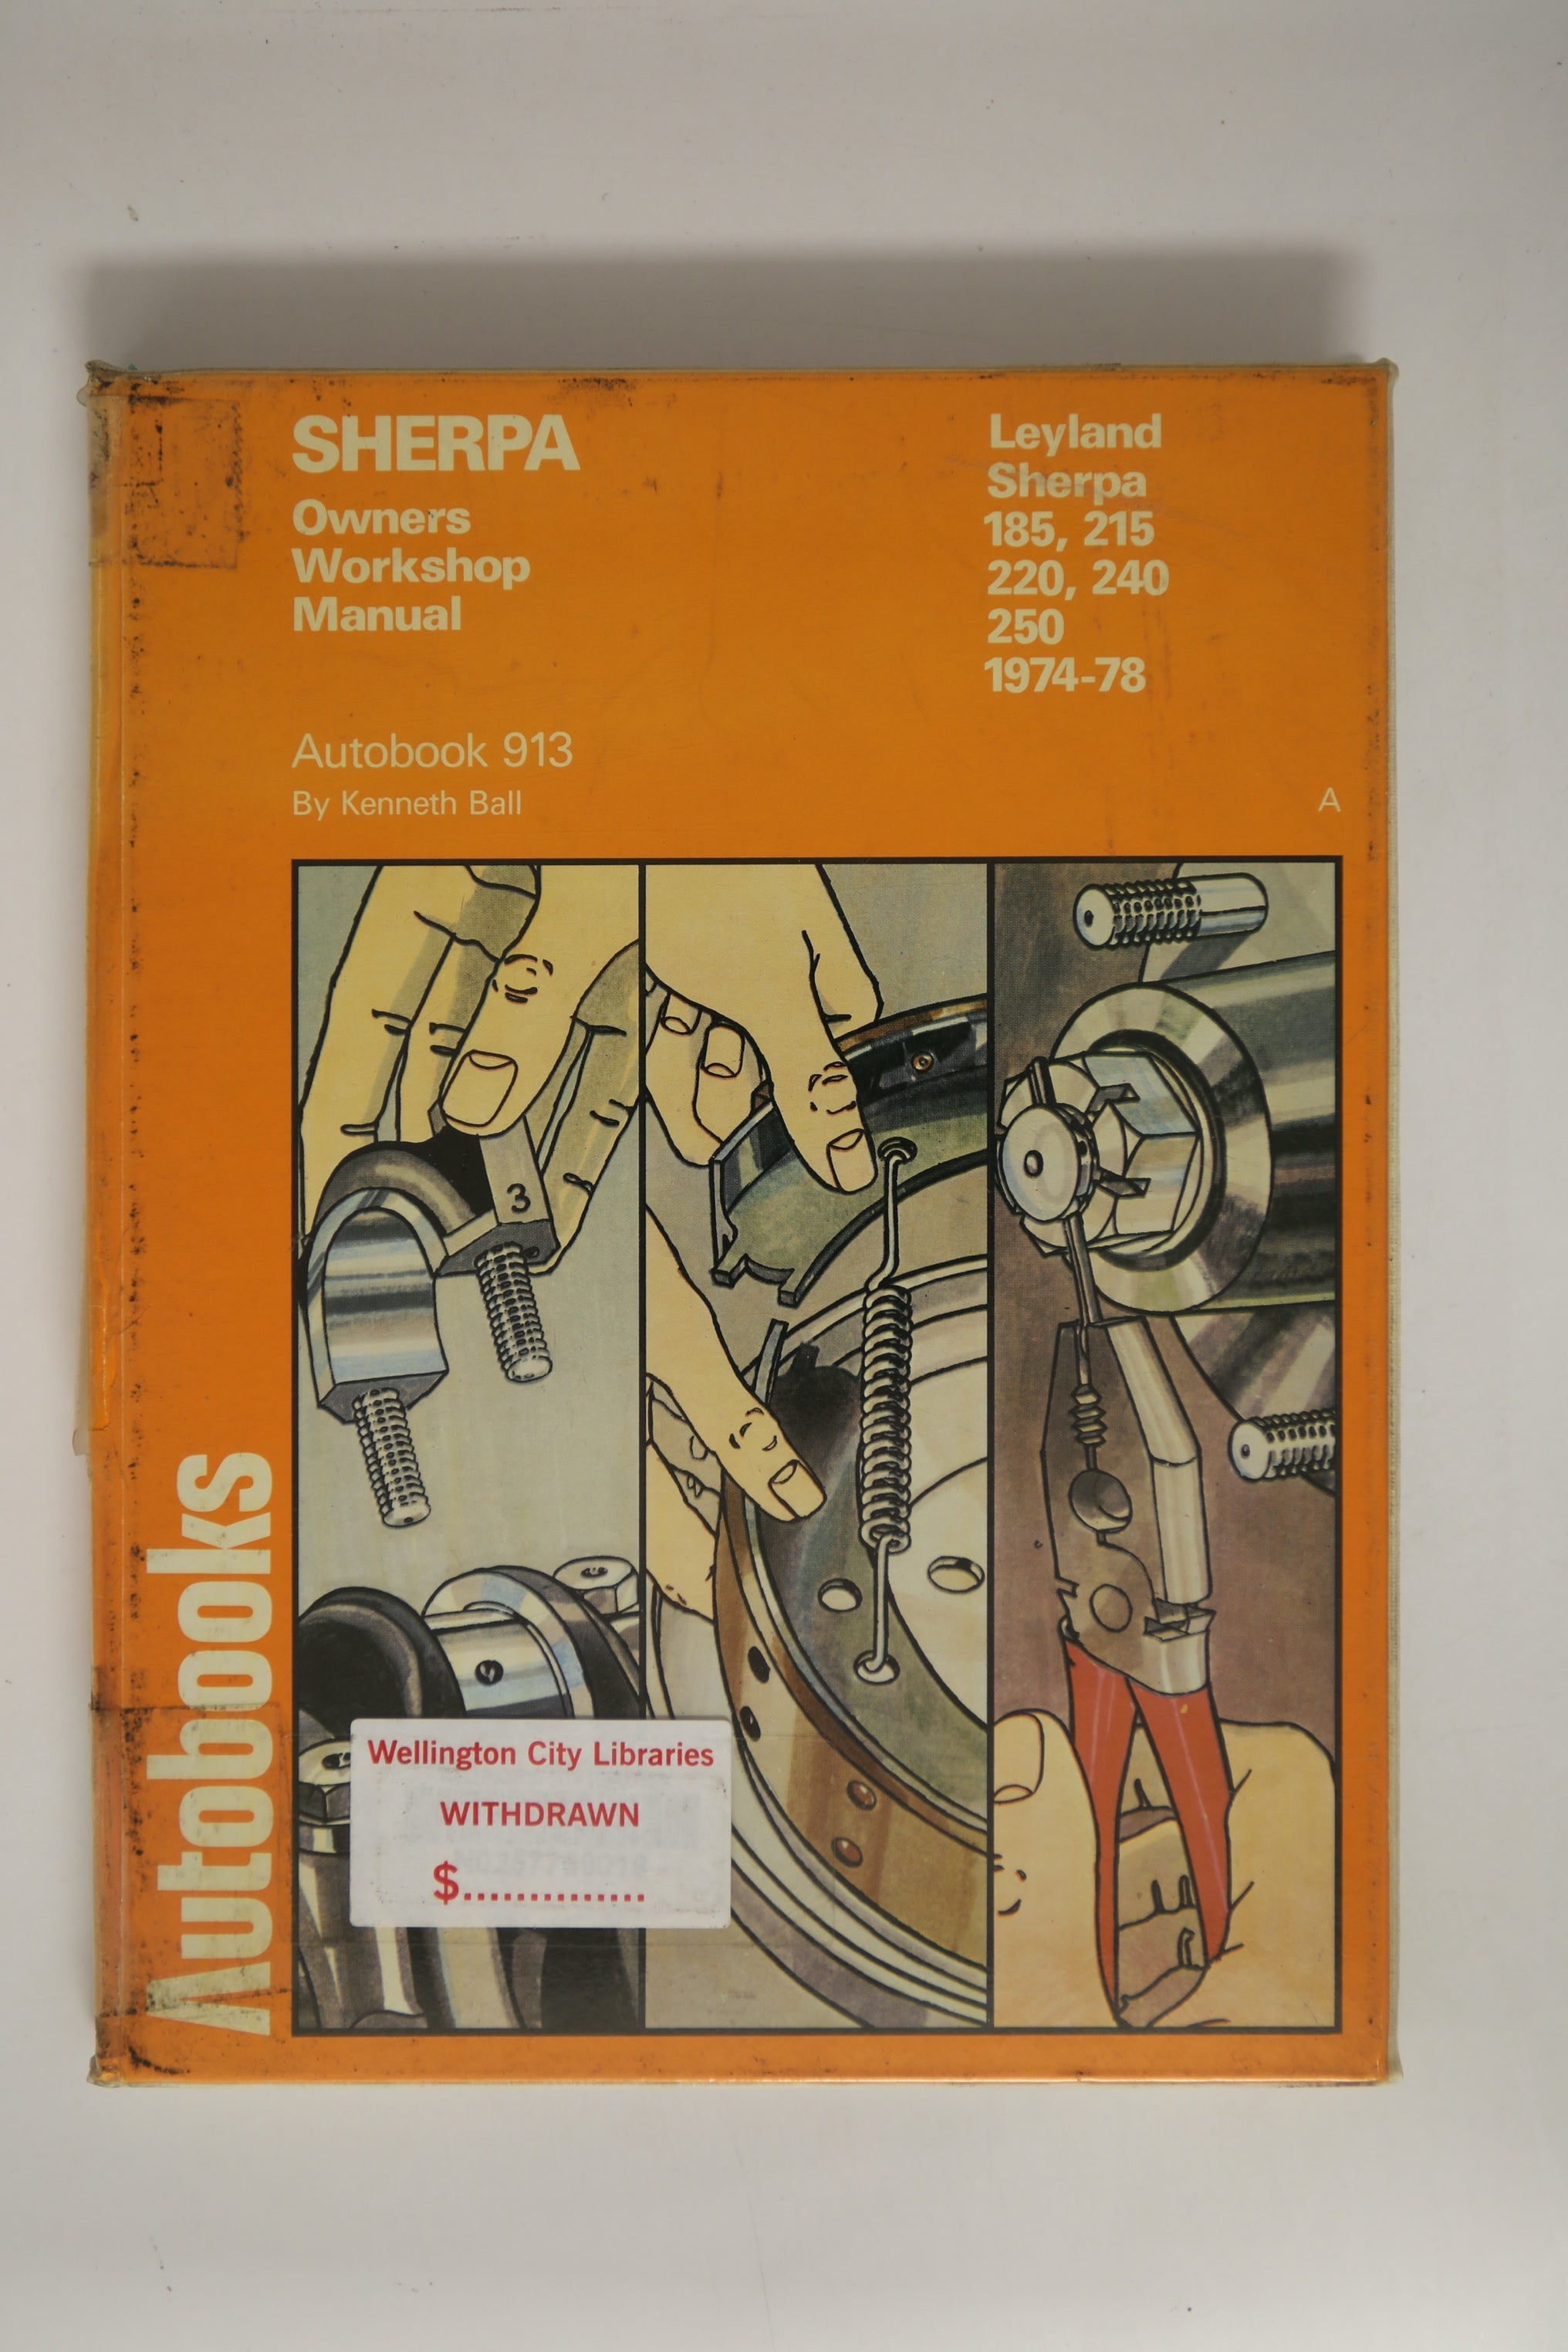 SHERPA
Owners
Workshop
Manual
Leyland
Sherpa
185, 215
220, 240
250
1974-78
Autobook 913
By Kenneth Ball
A
3
Autobooks
Wellington City Libraries
WITHDRAWN
$..............